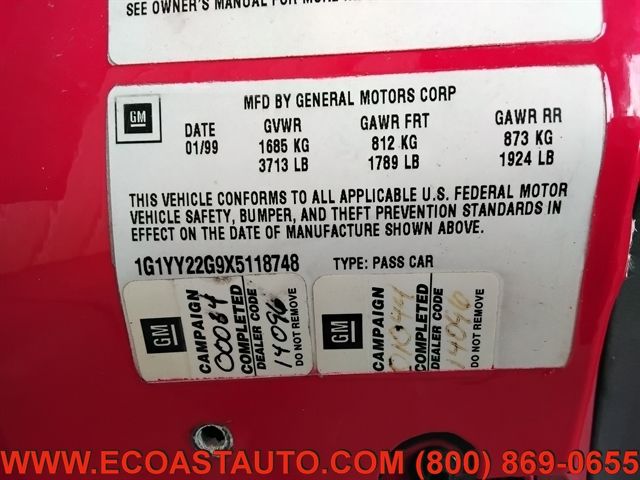 SEE OWNER'S MANUAL FOR MORE
GM
MFD BY GENERAL MOTORS CORP
DATE GVWR GAWR FRT GAWR RR
01/99 1685 KG 812 KG 873 KG
3713 LB 1789 LB 1924 LB
THIS VEHICLE CONFORMS TO ALL APPLICABLE U.S. FEDERAL MOTOR
VEHICLE SAFETY, BUMPER, AND THEFT PREVENTION STANDARDS IN
EFFECT ON THE DATE OF MANUFACTURE SHOWN ABOVE.
1G1YY22G9X5118748 TYPE: PASS CAR
GM
CAMPAIGN
00064
COMPLETED
DEALER CODE
14096
DO NOT REMOVE
GM
CAMPAIGN
01044
COMPLETED
DEALER CODE
14096
DO NOT REMOVE
WWW.ECOASTAUTO.COM (800) 869-0655